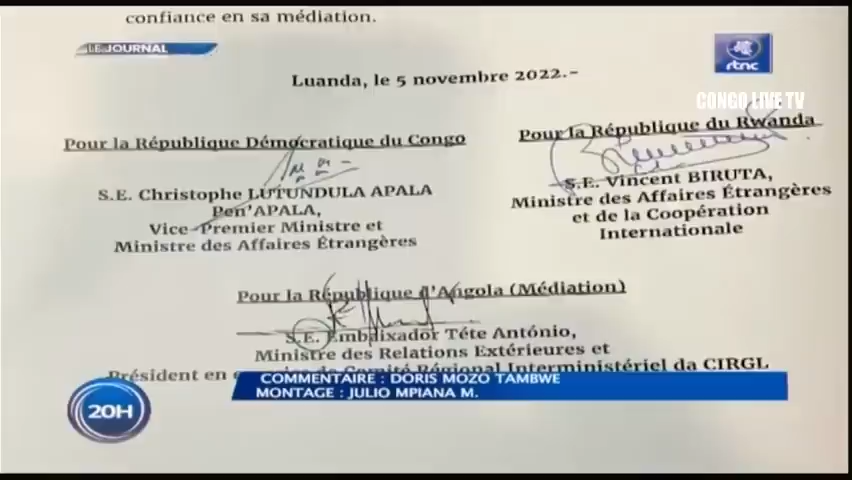 confiance en sa médiation.
LE JOURNAL
rtnc
Luanda, le 5 novembre 2022.-
CONGO LIVE TV
Pour la République Démocratique du Congo
S.E. Christophe LUTUNDULA APALA
Pen'APALA,
Vice-Premier Ministre et
Ministre des Affaires Étrangères
Pour la République du Rwanda
S.E. Vincent BIRUTA,
Ministre des Affaires Étrangères
et de la Coopération
Internationale
Pour la République d'Angola (Médiation)
S.E. Embaixador Téte António,
Ministre des Relations Extérieures et
Président en Comité Régional Interministériel da CIRGL
COMMENTAIRE : DORIS MOZO TAMBWE
MONTAGE : JULIO MPIANA M.
20H